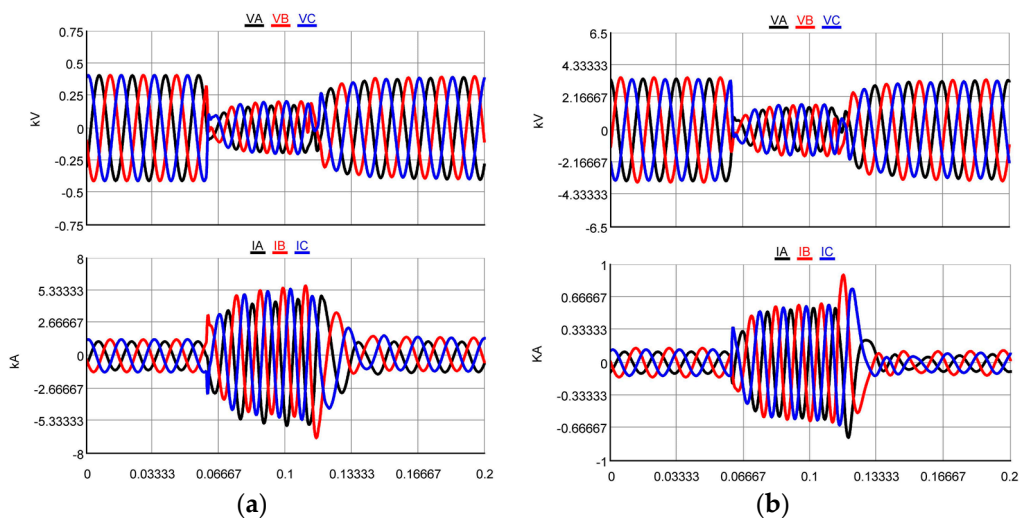 VA VB VC
0.75
0.5
0.25
0
-0.25
-0.5
-0.75
kV
IA IB IC
8
5.33333
2.66667
0
-2.66667
-5.33333
-8
kA
0 0.03333 0.06667 0.1 0.13333 0.16667 0.2
(a)
VA VB VC
6.5
4.33333
2.16667
0
-2.16667
-4.33333
-6.5
kV
IA IB IC
1
0.66667
0.33333
0
-0.33333
-0.66667
-1
KA
0 0.03333 0.06667 0.1 0.13333 0.16667 0.2
(b)